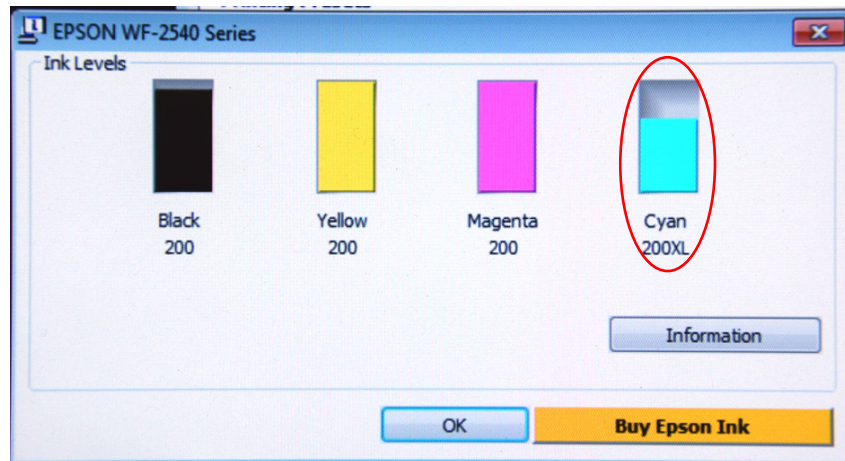 EPSON WF-2540 Series
Ink Levels
Black
200
Yellow
200
Magenta
200
Cyan
200XL
Information
OK
Buy Epson Ink